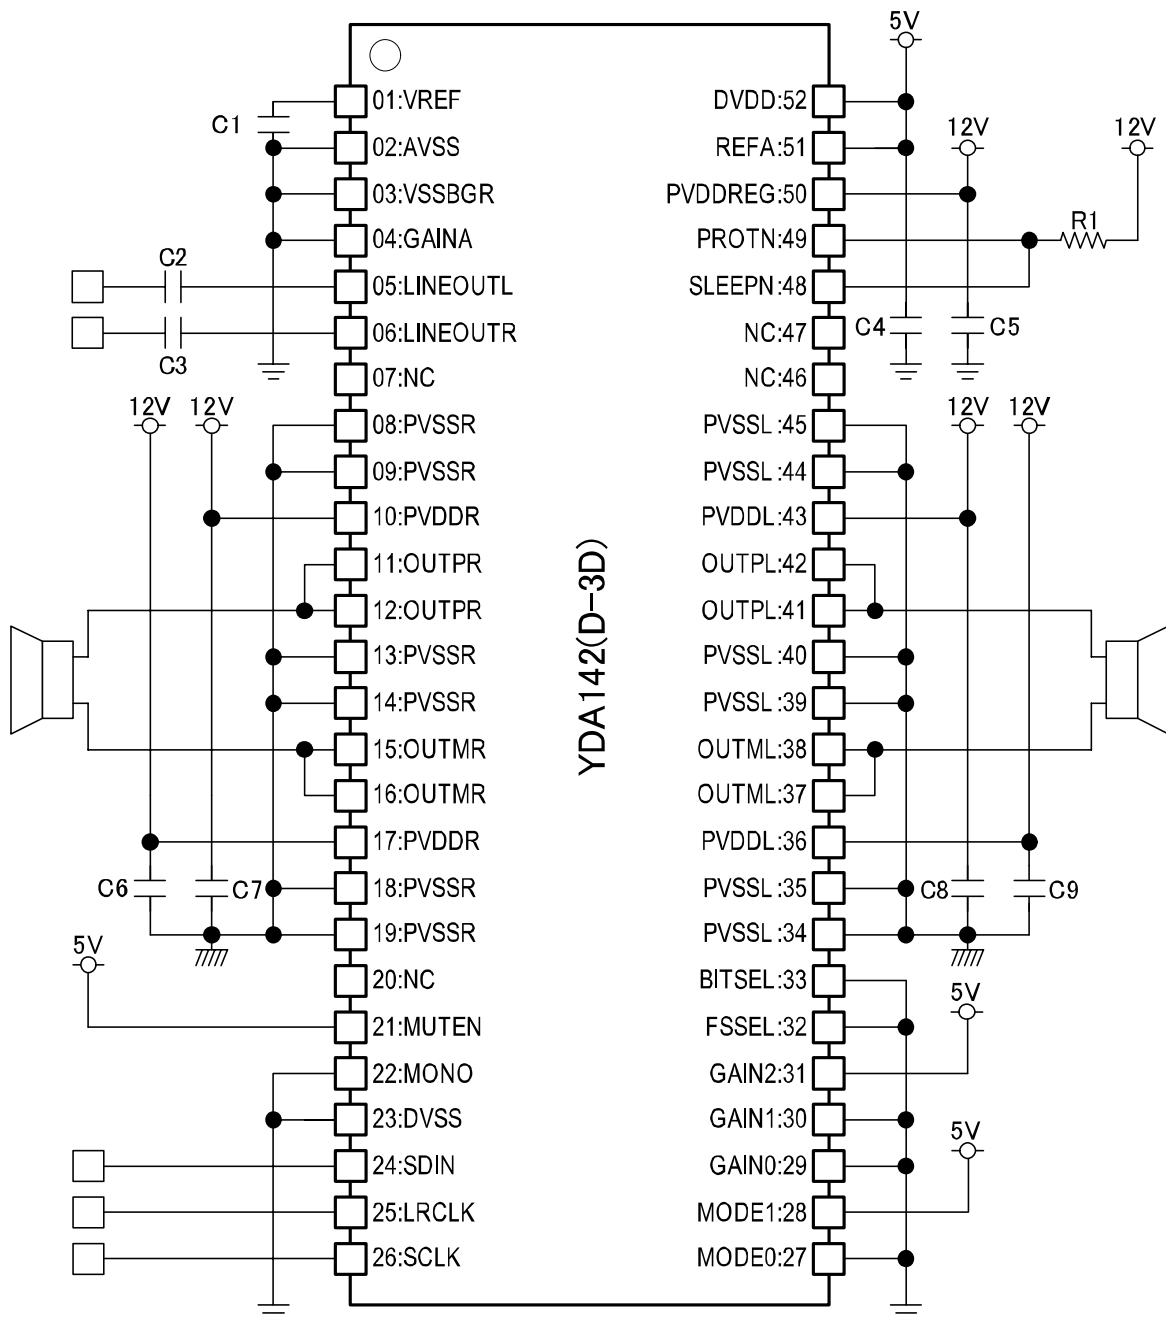 5V
01:VREF
DVDD:52
C1
12V
12V
02:AVSS
REFA:51
03:VSSBGR
PVDDREG:50
R1
04:GAINA
PROTN:49
C2
05:LINEOUTL
SLEEPN:48
06:LINEOUTR
NC:47
C4
C5
C3
07:NC
NC:46
12V
12V
12V
12V
08:PVSSR
PVSSL:45
09:PVSSR
PVSSL:44
10:PVDDR
PVDDL:43
11:OUTPR
OUTPL:42
12:OUTPR
OUTPL:41
YDA142(D-3D)
13:PVSSR
PVSSL:40
14:PVSSR
PVSSL:39
15:OUTMR
OUTML:38
16:OUTMR
OUTML:37
17:PVDDR
PVDDL:36
C6
C7
18:PVSSR
PVSSL:35
C8
C9
19:PVSSR
PVSSL:34
5V
20:NC
BITSEL:33
5V
21:MUTEN
FSSEL:32
22:MONO
GAIN2:31
23:DVSS
GAIN1:30
5V
24:SDIN
GAIN0:29
25:LRCLK
MODE1:28
26:SCLK
MODE0:27